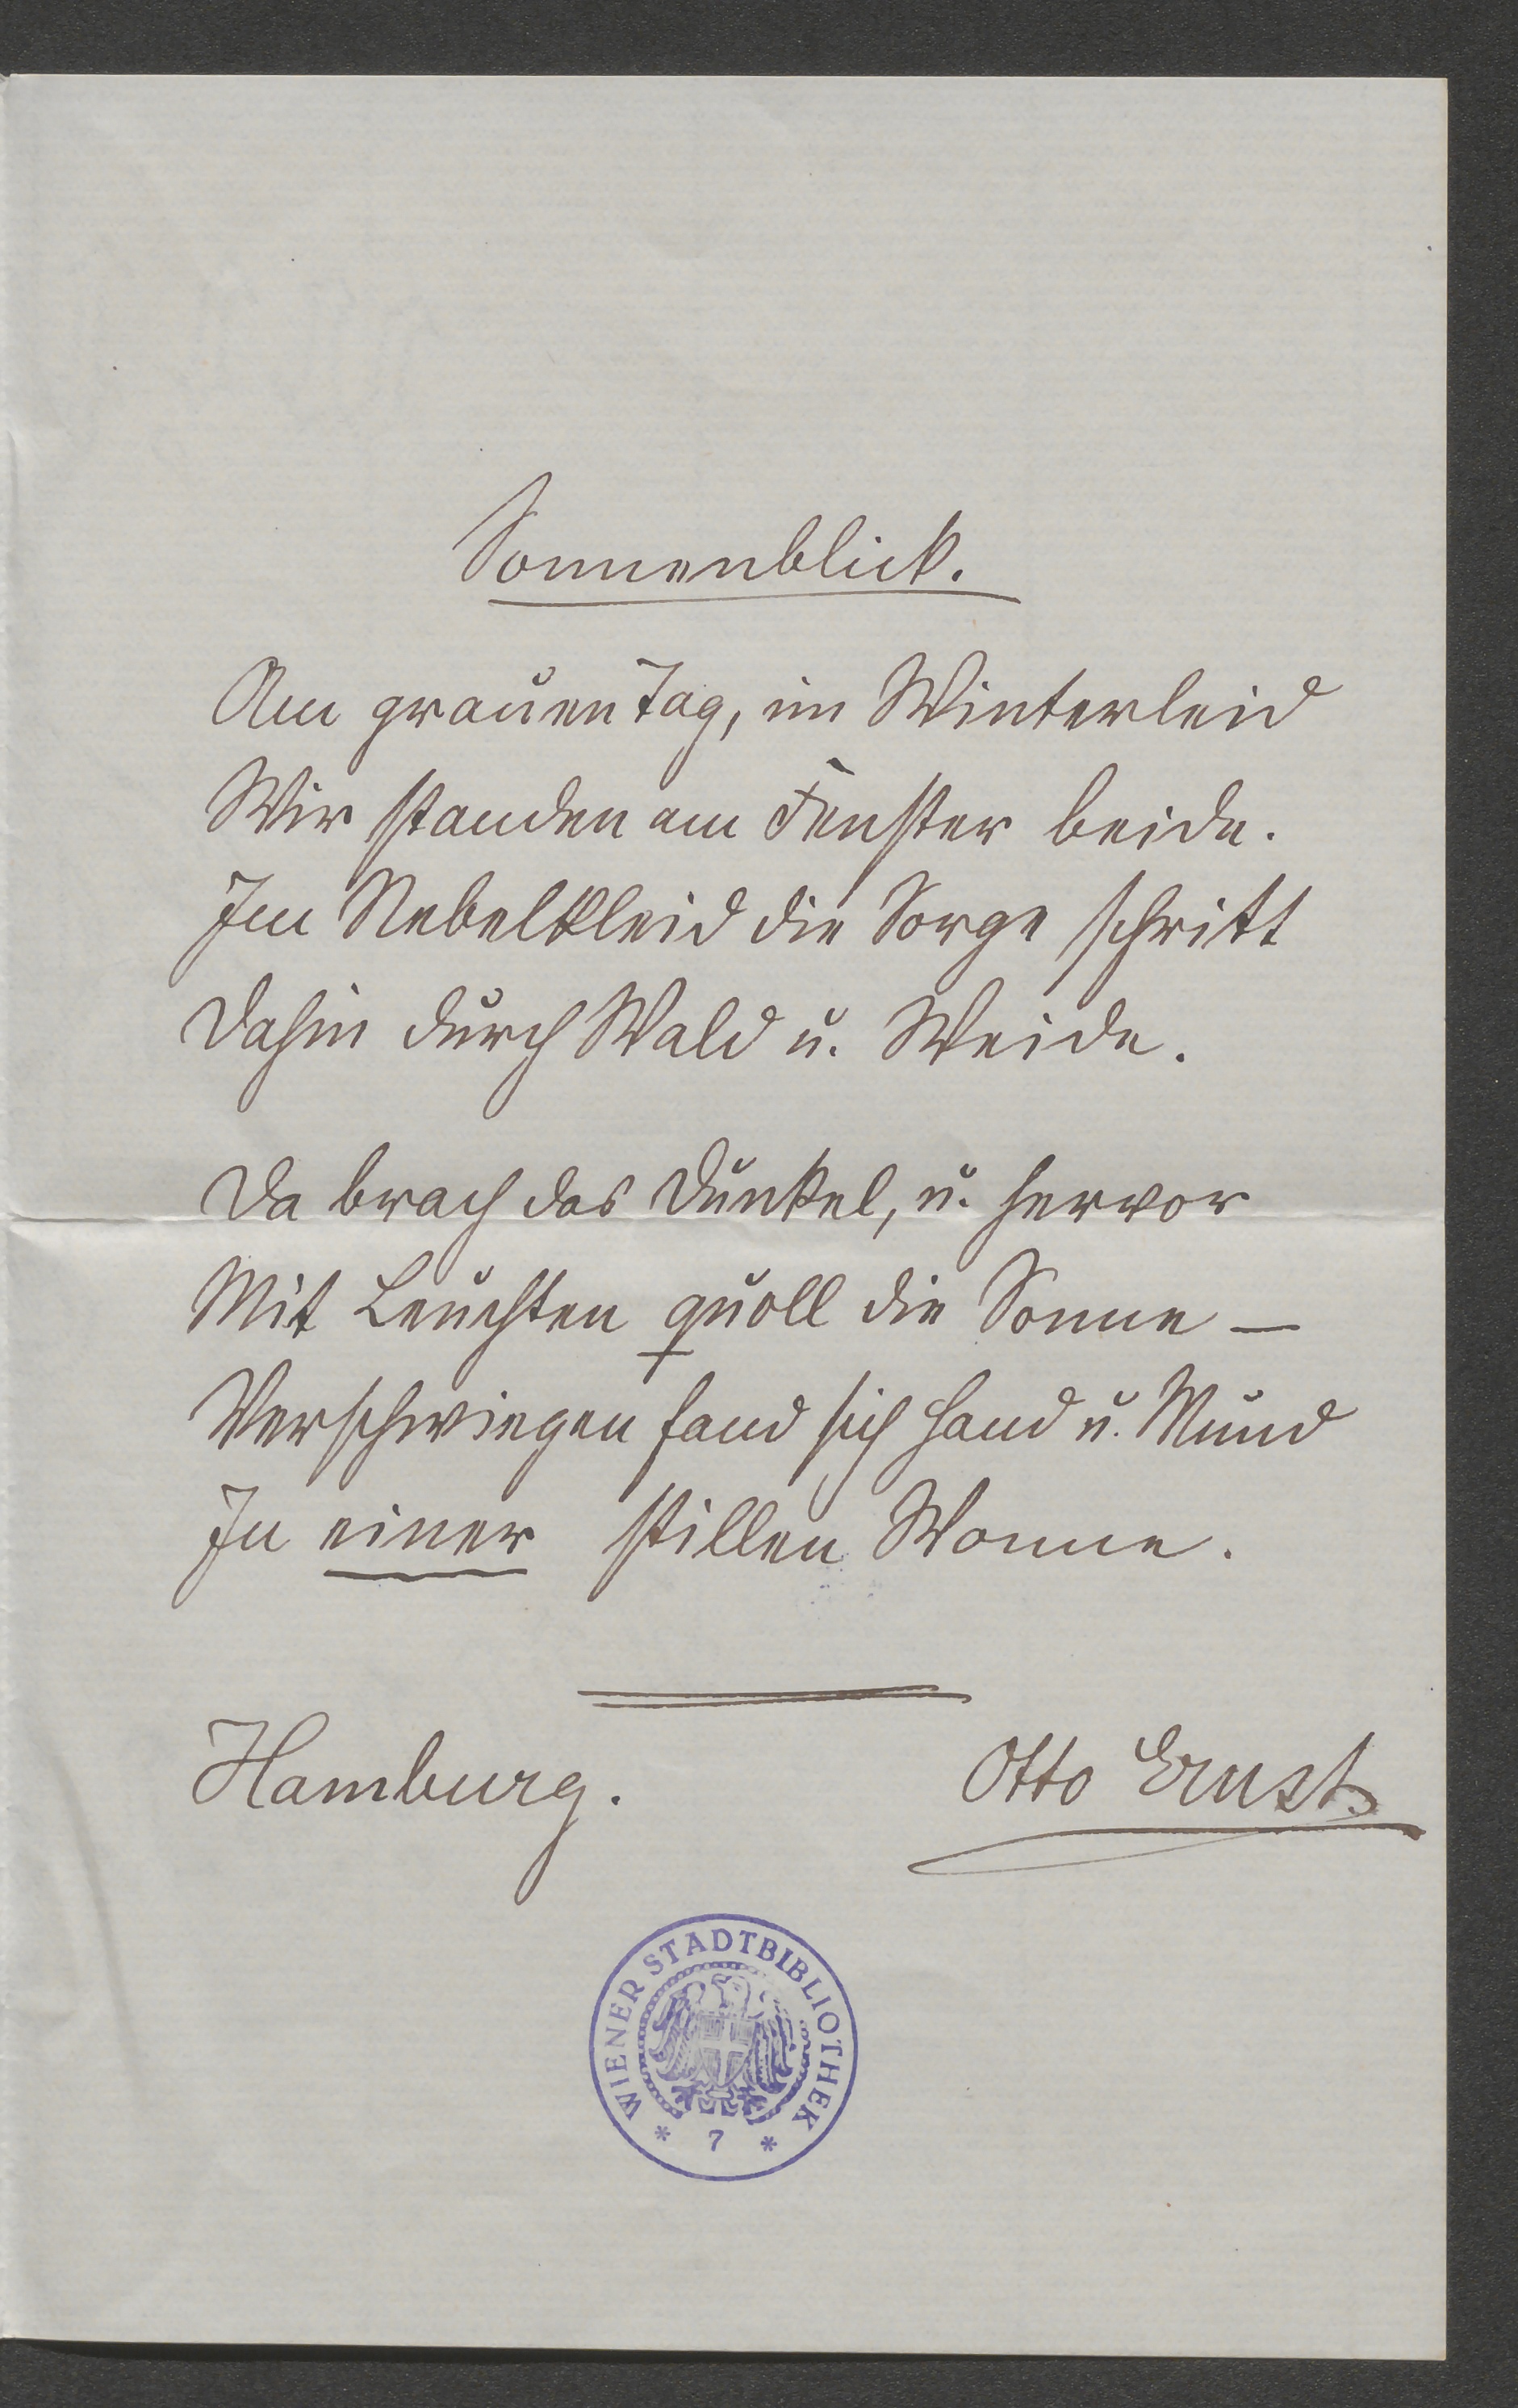 Sonnenblick.
Am grauen Tag, im Winterleid
Wir standen am Fenster beide.
Im Nebelkleid die Sorge schritt
Dahin durch Wald u. Weide.
Da brach das Dunkel, u. hervor
Mit Leuchten quoll die Sonne –
Verschwiegen fand sich Hand u. Mund
In einer stillen Wonne.
Hamburg. Otto Ernst
WIENER STADTBIBLIOTHEK
* 7 *